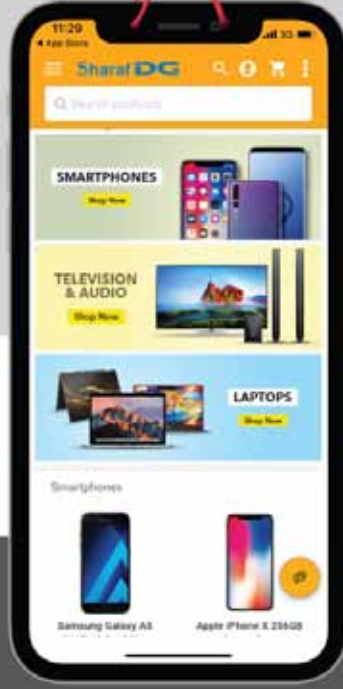 11:29
3G
App Store
Sharaf DG
Search products
SMARTPHONES
Shop Now
TELEVISION
& AUDIO
Shop Now
LAPTOPS
Shop Now
Smartphones
Samsung Galaxy A5
Apple iPhone X 256GB